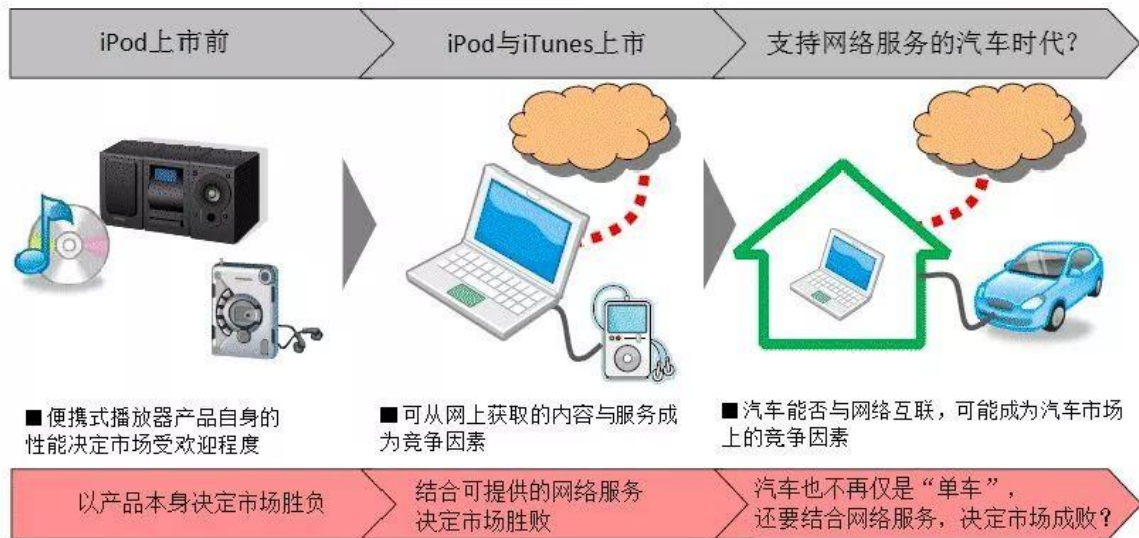 iPod上市前
iPod与iTunes上市
支持网络服务的汽车时代？
■便携式播放器产品自身的
性能决定市场受欢迎程度
■可从网上获取的内容与服务成
为竞争因素
■汽车能否与网络互联，可能成为汽车市场
上的竞争因素
以产品本身决定市场胜负
结合可提供的网络服务
决定市场胜败
汽车也不再仅是“单车”，
还要结合网络服务，决定市场成败？